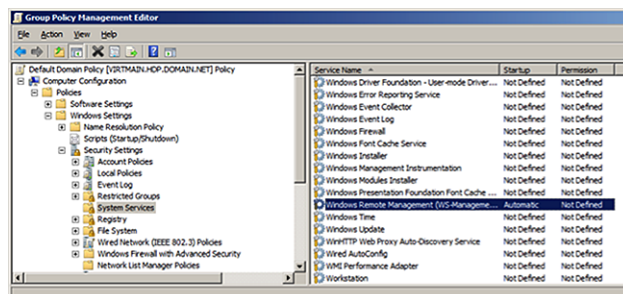 Group Policy Management Editor
File Action View Help
Default Domain Policy [VIRTMAIN.HDP.DOMAIN.NET] Policy
Computer Configuration
Policies
Software Settings
Windows Settings
Name Resolution Policy
Scripts (Startup/Shutdown)
Security Settings
Account Policies
Local Policies
Event Log
Restricted Groups
System Services
Registry
File System
Wired Network (IEEE 802.3) Policies
Windows Firewall with Advanced Security
Network List Manager Policies
Service Name Startup Permission
Windows Driver Foundation - User-mode Driver... Not Defined Not Defined
Windows Error Reporting Service Not Defined Not Defined
Windows Event Collector Not Defined Not Defined
Windows Event Log Not Defined Not Defined
Windows Firewall Not Defined Not Defined
Windows Font Cache Service Not Defined Not Defined
Windows Installer Not Defined Not Defined
Windows Management Instrumentation Not Defined Not Defined
Windows Modules Installer Not Defined Not Defined
Windows Presentation Foundation Font Cache ... Not Defined Not Defined
Windows Remote Management (WS-Manageme... Automatic Not Defined
Windows Time Not Defined Not Defined
Windows Update Not Defined Not Defined
WinHTTP Web Proxy Auto-Discovery Service Not Defined Not Defined
Wired AutoConfig Not Defined Not Defined
WMI Performance Adapter Not Defined Not Defined
Workstation Not Defined Not Defined